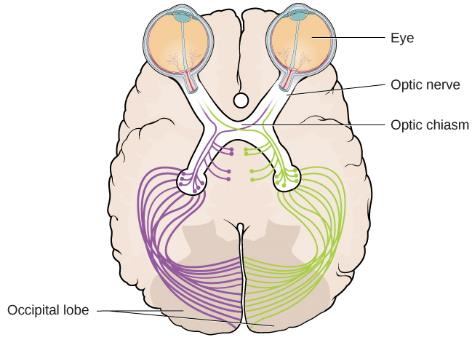 Eye
Optic nerve
Optic chiasm
Occipital lobe